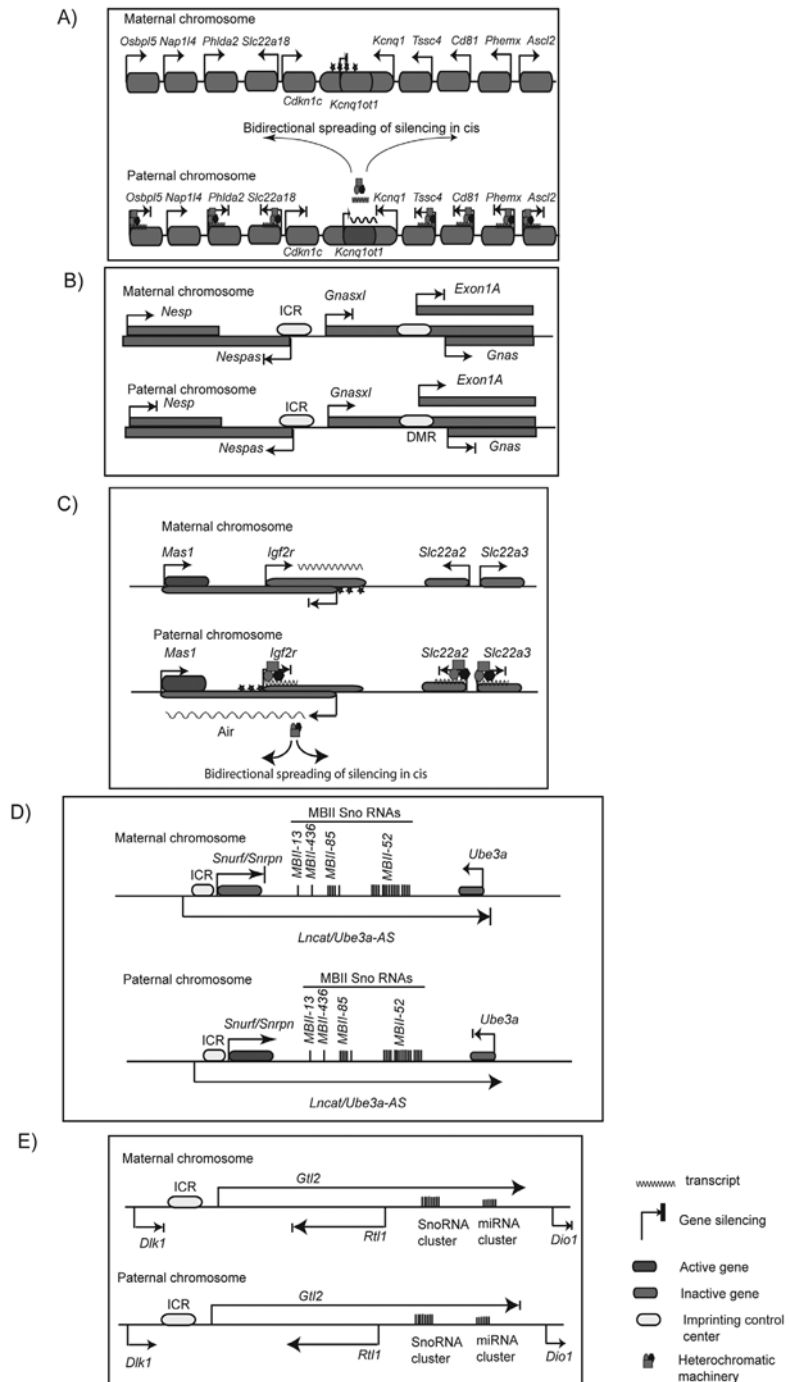 A)
Maternal chromosome
Osbpl5 Nap1l4 Phlda2 Slc22a18 Kcnq1 Tssc4 Cd81 Phemx Ascl2
Cdkn1c Kcnq1ot1
Bidirectional spreading of silencing in cis
Paternal chromosome
Osbpl5 Nap1l4 Phlda2 Slc22a18 Kcnq1 Tssc4 Cd81 Phemx Ascl2
Cdkn1c Kcnq1ot1
B)
Maternal chromosome
Nesp ICR Gnasxl Exon1A
Nespas Gnas
Paternal chromosome
Nesp ICR Gnasxl Exon1A
Nespas DMR Gnas
C)
Maternal chromosome
Mas1 Igf2r Slc22a2 Slc22a3
Paternal chromosome
Mas1 Igf2r Slc22a2 Slc22a3
Air
Bidirectional spreading of silencing in cis
D)
MBII Sno RNAs
Maternal chromosome
ICR Snurf/Snrpn MBII-13 MBII-436 MBII-85 MBII-52 Ube3a
Lncat/Ube3a-AS
Paternal chromosome
MBII Sno RNAs
ICR Snurf/Snrpn MBII-13 MBII-436 MBII-85 MBII-52 Ube3a
Lncat/Ube3a-AS
E)
Maternal chromosome
ICR Gtl2
Dlk1 Rtl1 SnoRNA cluster miRNA cluster Dio1
Paternal chromosome
ICR Gtl2
Dlk1 Rtl1 SnoRNA cluster miRNA cluster Dio1
transcript
Gene silencing
Active gene
Inactive gene
Imprinting control
center
Heterochromatic
machinery